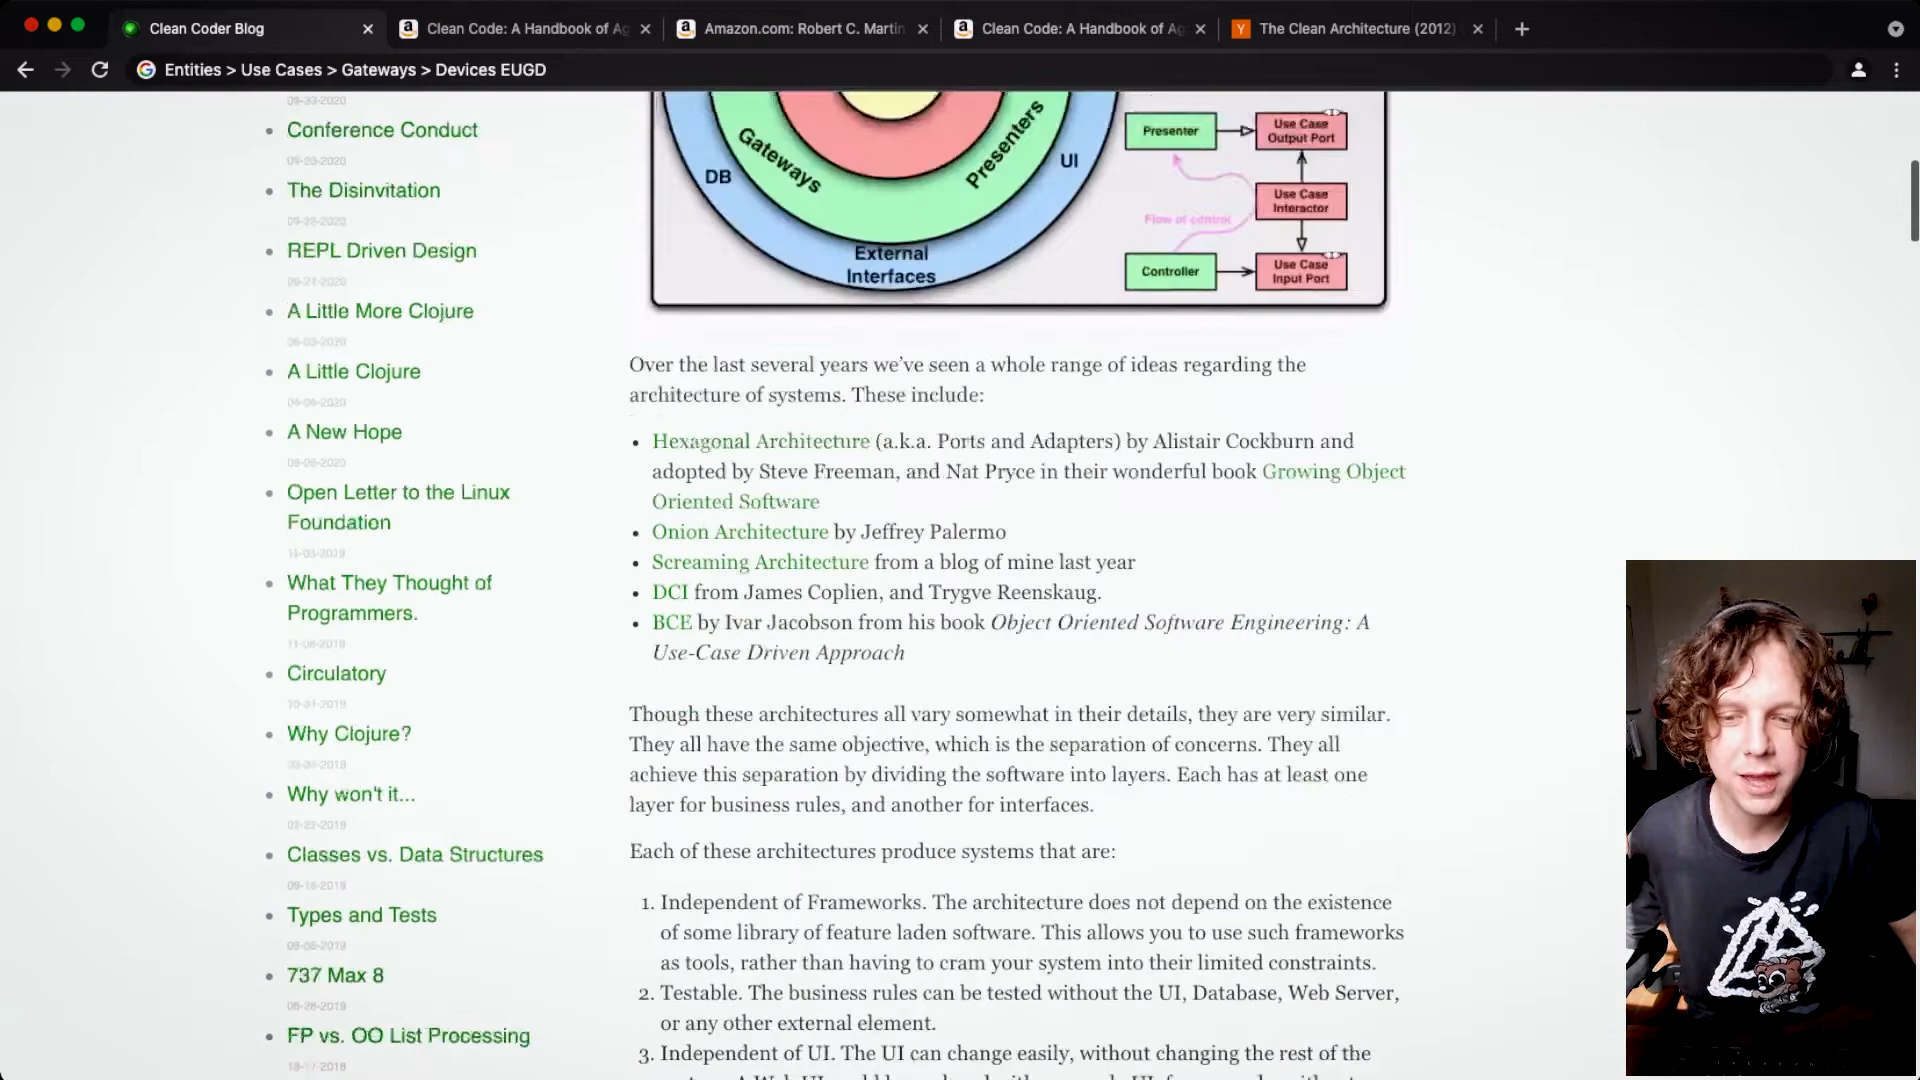 Clean Coder Blog
Clean Code: A Handbook of Ag
Amazon.com: Robert C. Martin
Clean Code: A Handbook of Ag
The Clean Architecture (2012)
Entities > Use Cases > Gateways > Devices EUGD
Conference Conduct
The Disinvitation
REPL Driven Design
A Little More Clojure
A Little Clojure
A New Hope
Open Letter to the Linux
Foundation
What They Thought of
Programmers.
Circulatory
Why Clojure?
Why won't it...
Classes vs. Data Structures
Types and Tests
737 Max 8
FP vs. OO List Processing
DB
Gateways
Presenters
UI
External
Interfaces
Presenter
Use Case
Output Port
Use Case
Interactor
Flow of control
Controller
Use Case
Input Port
Over the last several years we've seen a whole range of ideas regarding the
architecture of systems. These include:
Hexagonal Architecture (a.k.a. Ports and Adapters) by Alistair Cockburn and
adopted by Steve Freeman, and Nat Pryce in their wonderful book Growing Object
Oriented Software
Onion Architecture by Jeffrey Palermo
Screaming Architecture from a blog of mine last year
DCI from James Coplien, and Trygve Reenskaug.
BCE by Ivar Jacobson from his book Object Oriented Software Engineering: A
Use-Case Driven Approach
Though these architectures all vary somewhat in their details, they are very similar.
They all have the same objective, which is the separation of concerns. They all
achieve this separation by dividing the software into layers. Each has at least one
layer for business rules, and another for interfaces.
Each of these architectures produce systems that are:
1. Independent of Frameworks. The architecture does not depend on the existence
of some library of feature laden software. This allows you to use such frameworks
as tools, rather than having to cram your system into their limited constraints.
2. Testable. The business rules can be tested without the UI, Database, Web Server,
or any other external element.
3. Independent of UI. The UI can change easily, without changing the rest of the